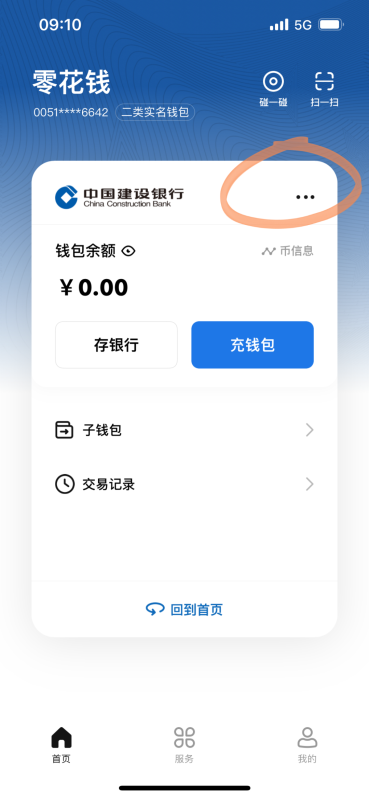 09:10
5G
零花钱
0051****6642 二类实名钱包
碰一碰
扫一扫
中国建设银行
China Construction Bank
钱包余额
币信息
￥0.00
存银行
充钱包
子钱包
交易记录
回到首页
首页
服务
我的